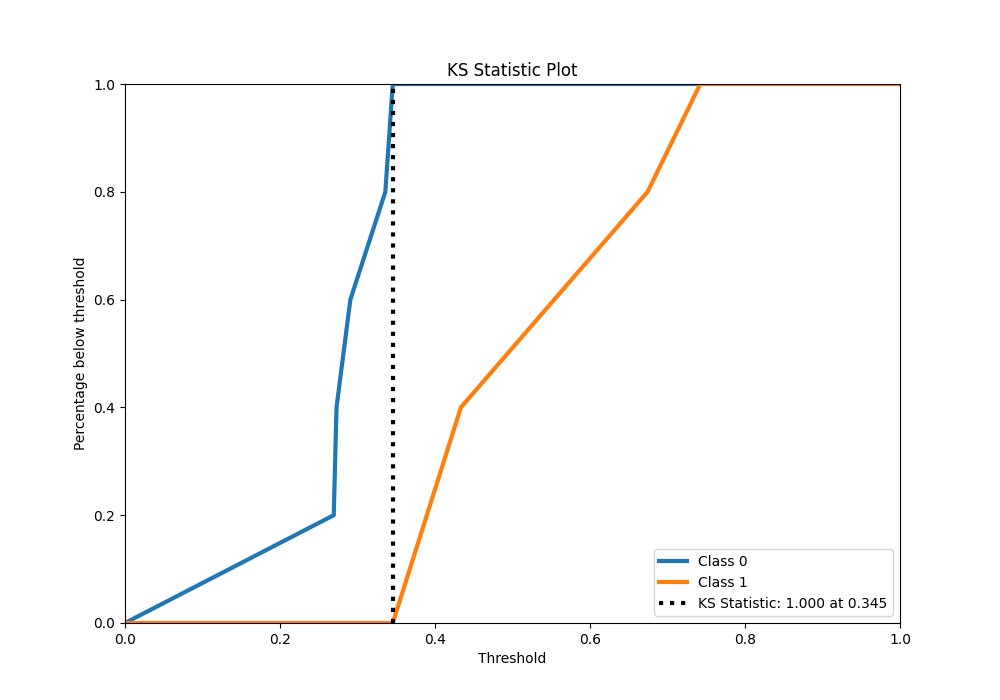 KS Statistic Plot
1.0
0.8
0.6
0.4
0.2
0.0
Percentage below threshold
0.0 0.2 0.4 0.6 0.8 1.0
Threshold
Class 0
Class 1
KS Statistic: 1.000 at 0.345